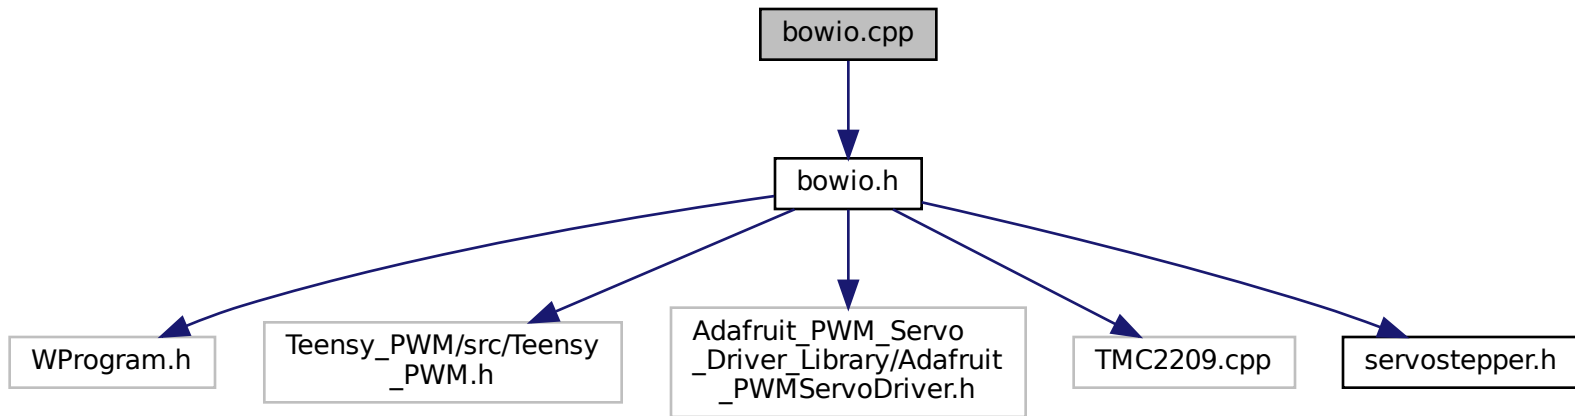 bowio.cpp
bowio.h
WProgram.h
Teensy_PWM/src/Teensy
_PWM.h
Adafruit_PWM_Servo
_Driver_Library/Adafruit
_PWMServoDriver.h
TMC2209.cpp
servostepper.h